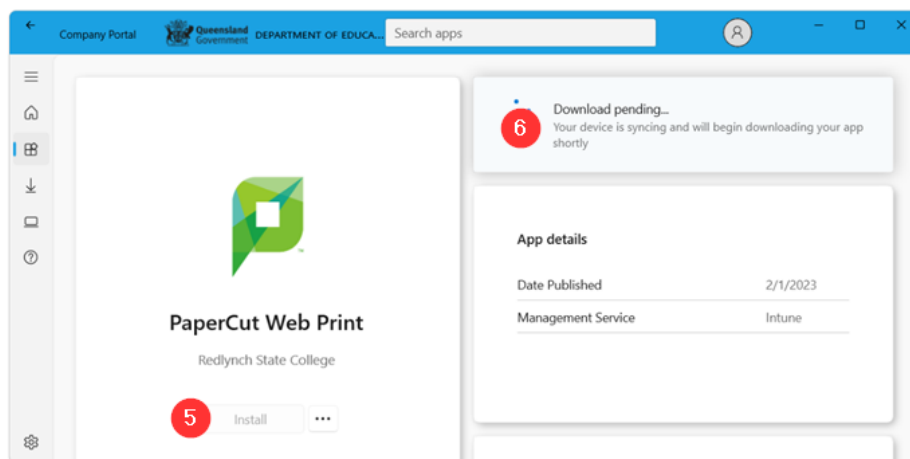 Company Portal
Queensland
Government
DEPARTMENT OF EDUCA...
Search apps
Download pending...
6
Your device is syncing and will begin downloading your app
shortly
App details
Date Published 2/1/2023
Management Service Intune
PaperCut Web Print
Redlynch State College
5 Install